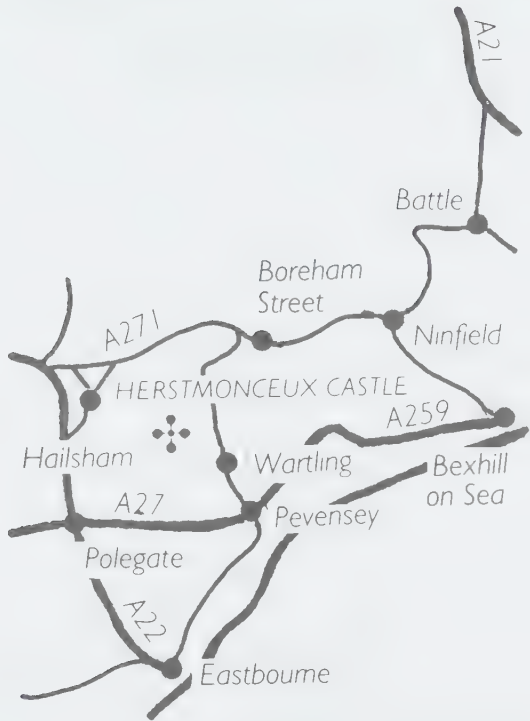 A21
Battle
Boreham
Street
A271
Ninfield
HERSTMONCEUX CASTLE
A259
Hailsham
Wartling
Bexhill
on Sea
A27
Pevensey
Polegate
A22
Eastbourne